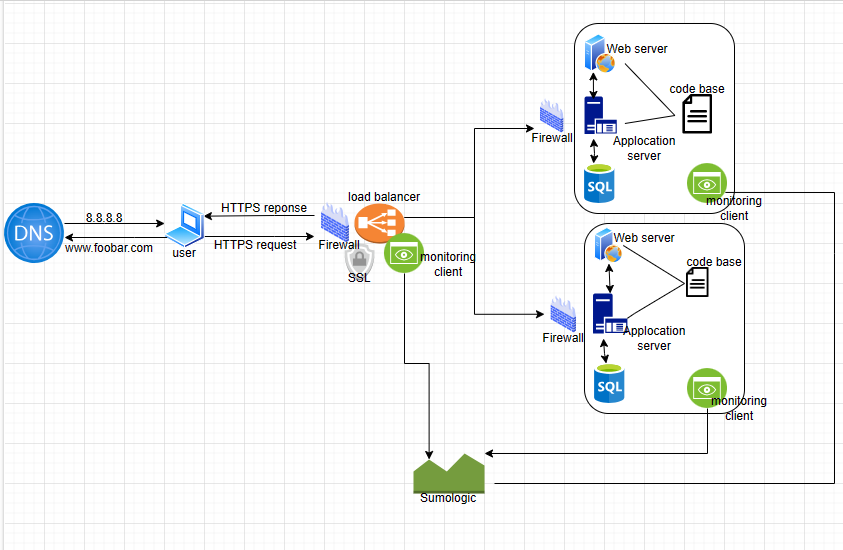 DNS
8.8.8.8
www.foobar.com
user
HTTPS reponse
HTTPS request
Firewall
load balancer
SSL
monitoring
client
Firewall
Web server
code base
Applocation
server
SQL
monitoring
client
Firewall
Web server
code base
Applocation
server
SQL
monitoring
client
Sumologic